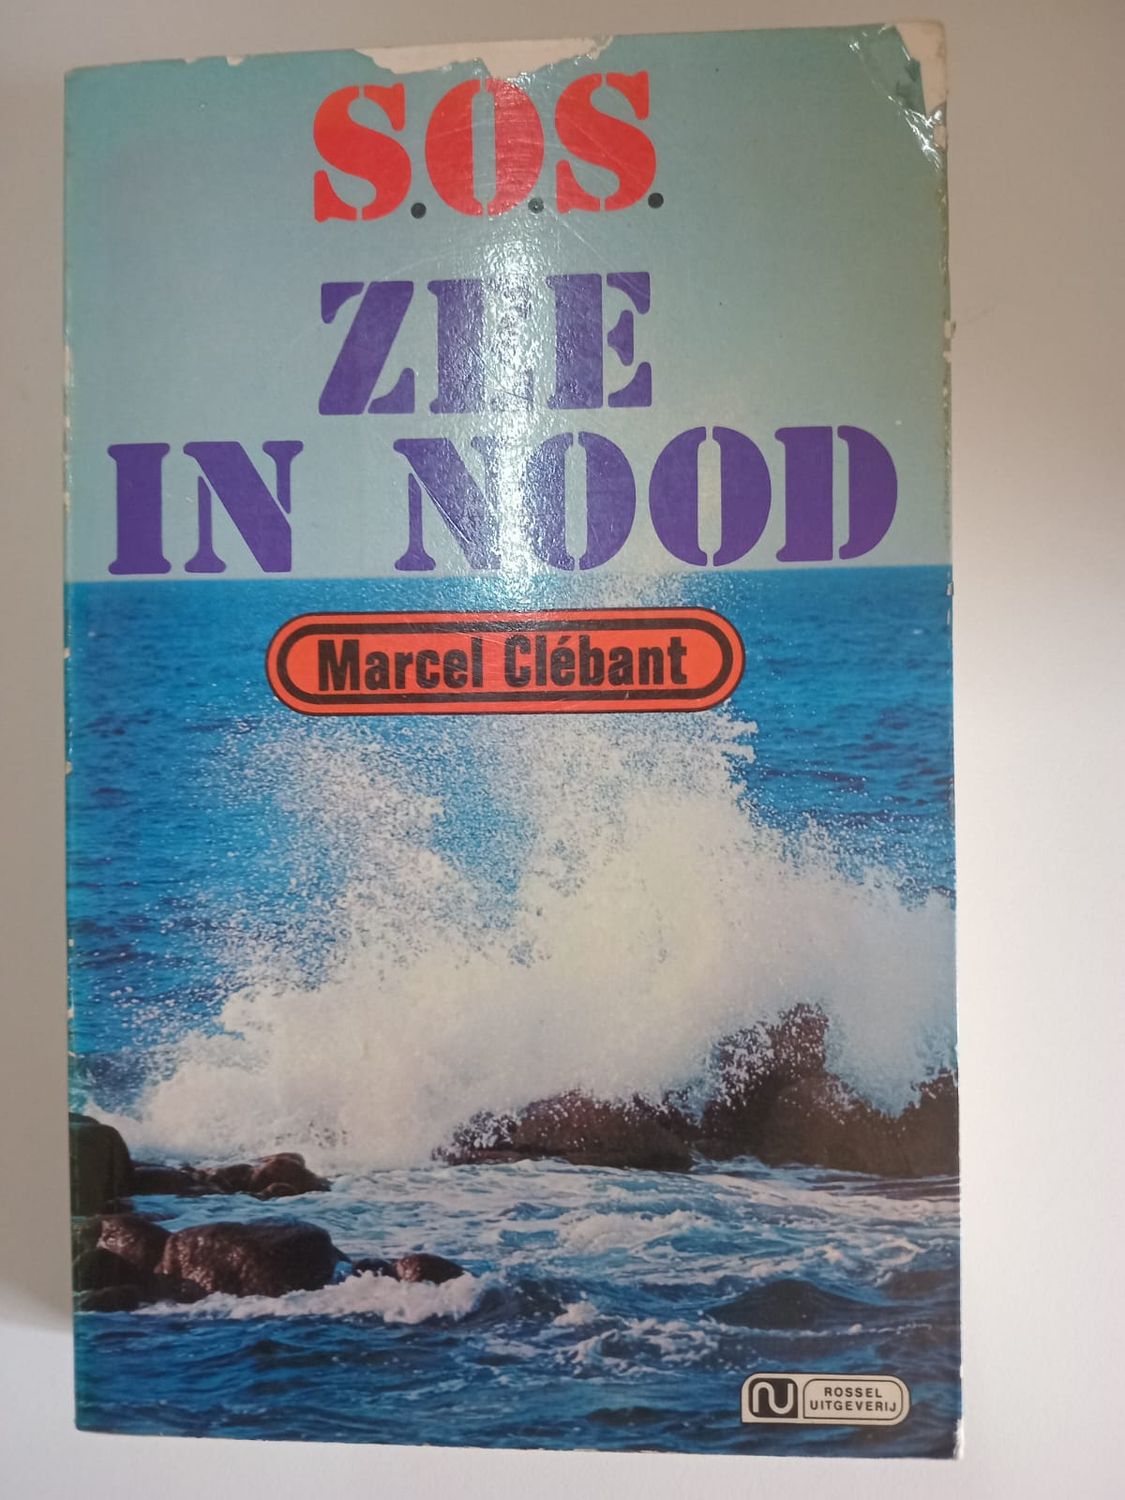 S.O.S.
ZEE
IN NOOD
Marcel Clébant
ROSSEL
UITGEVERIJ